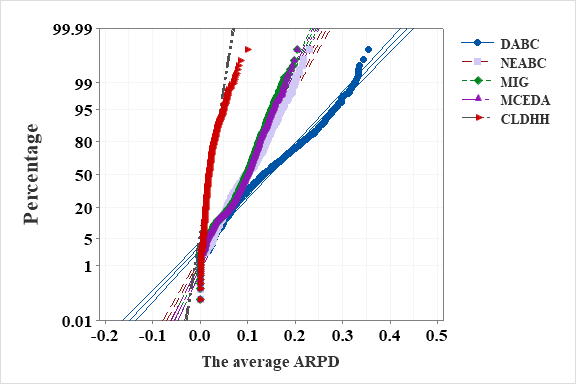 99.99
99
95
80
50
20
5
1
0.01
Percentage
-0.2
-0.1
0.0
0.1
0.2
0.3
0.4
0.5
The average ARPD
DABC
NEABC
MIG
MCEDA
CLDHH